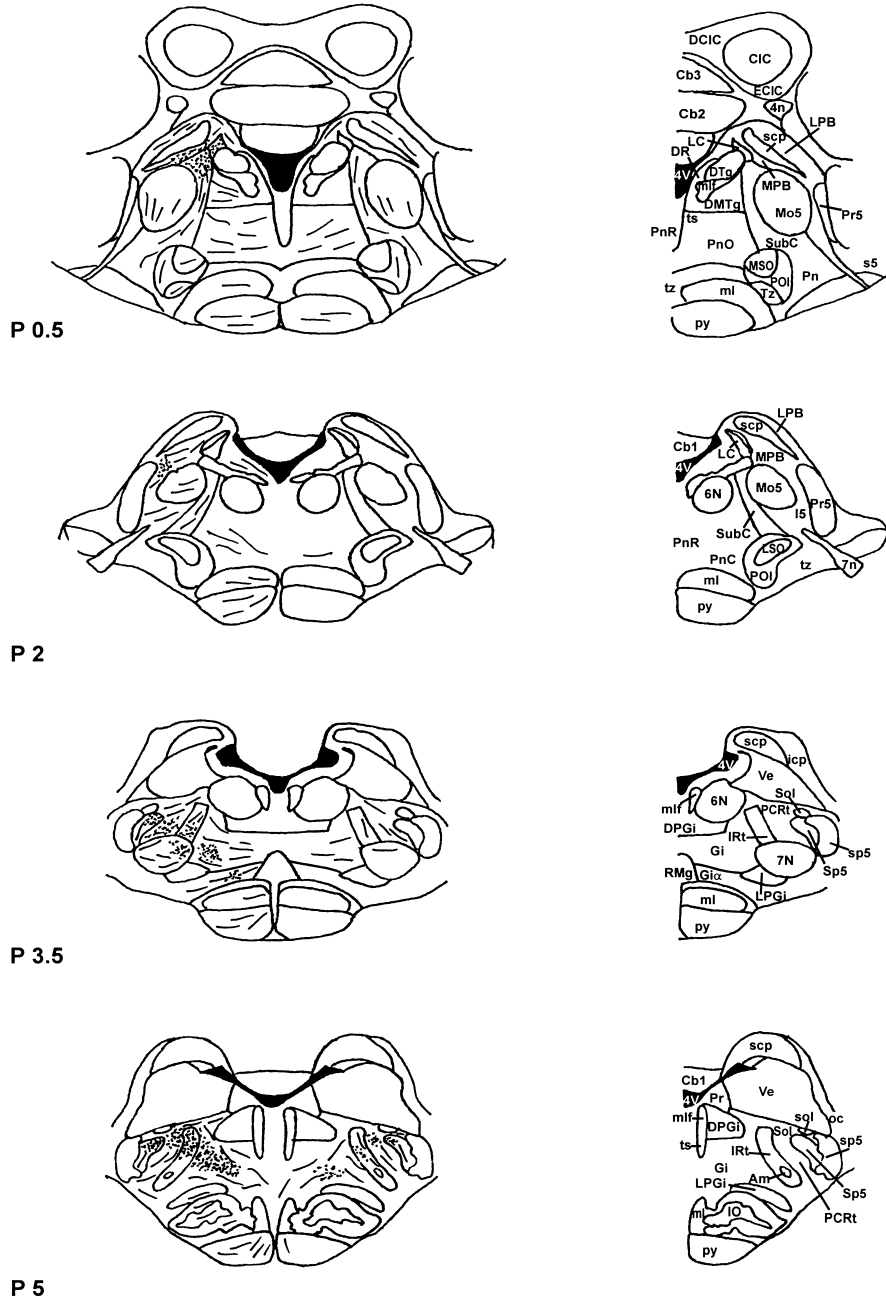 DCIC
CIC
Cb3
ECIC
4n
Cb2
LPB
LC
scp
DR
4V
DTg
mlf
MPB
DMTg
Mo5
Pr5
ts
PnR
PnO
SubC
MSO
POl
Pn
s5
tz
ml
Tz
py
P 0.5
LPB
scp
Cb1
LC
MPB
4V
6N
Mo5
l5
Pr5
SubC
PnR
PnC
LSO
POl
tz
7n
ml
py
P 2
scp
icp
4V
Ve
Sol
mlf
6N
PCRt
DPGi
IRt
sp5
Gi
7N
Sp5
RMg
Giα
LPGi
ml
py
P 3.5
scp
Cb1
Ve
4V
Pr
mlf
DPGi
sol
oc
Sol
sp5
ts
IRt
Gi
Am
LPGi
Sp5
ml
IO
PCRt
py
P 5